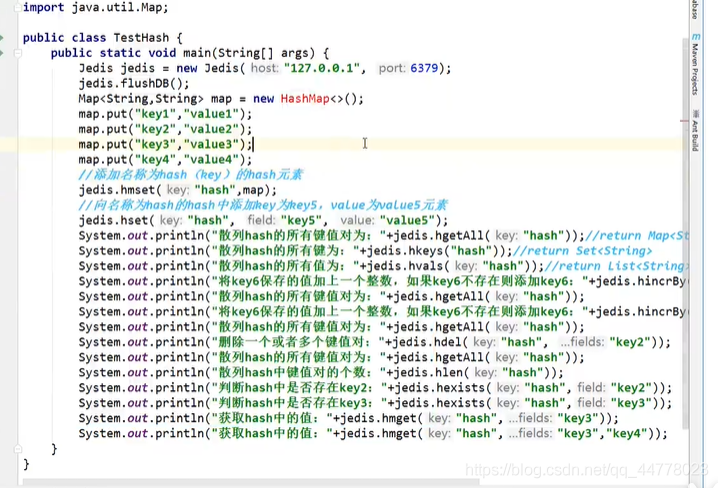 import java.util.Map;
public class TestHash {
public static void main(String[] args) {
Jedis jedis = new Jedis( host: "127.0.0.1", port: 6379);
jedis.flushDB();
Map<String,String> map = new HashMap<>();
map.put("key1","value1");
map.put("key2","value2");
map.put("key3","value3");
map.put("key4","value4");
//添加名称为hash（key）的hash元素
jedis.hmset( key: "hash",map);
//向名称为hash的hash中添加key为key5，value为value5元素
jedis.hset( key: "hash", field: "key5", value: "value5");
System.out.println("散列hash的所有键值对为："+jedis.hgetAll( key: "hash"));//return Map<St
System.out.println("散列hash的所有键为："+jedis.hkeys("hash"));//return Set<String>
System.out.println("散列hash的所有值为："+jedis.hvals( key: "hash"));//return List<String>
System.out.println("将key6保存的值加上一个整数，如果key6不存在则添加key6："+jedis.hincrBy(
System.out.println("散列hash的所有键值对为："+jedis.hgetAll( key: "hash"));
System.out.println("将key6保存的值加上一个整数，如果key6不存在则添加key6："+jedis.hincrBy(
System.out.println("散列hash的所有键值对为："+jedis.hgetAll( key: "hash"));
System.out.println("删除一个或者多个键值对："+jedis.hdel( key: "hash", ...fields: "key2"));
System.out.println("散列hash的所有键值对为："+jedis.hgetAll( key: "hash"));
System.out.println("散列hash中键值对的个数："+jedis.hlen( key: "hash"));
System.out.println("判断hash中是否存在key2："+jedis.hexists( key: "hash", field: "key2"));
System.out.println("判断hash中是否存在key3："+jedis.hexists( key: "hash", field: "key3"));
System.out.println("获取hash中的值："+jedis.hmget( key: "hash", ...fields: "key3"));
System.out.println("获取hash中的值："+jedis.hmget( key: "hash", ...fields: "key3","key4"));
}
}
abase
Maven Projects
Ant Build
https://blog.csdn.net/qq_44778023